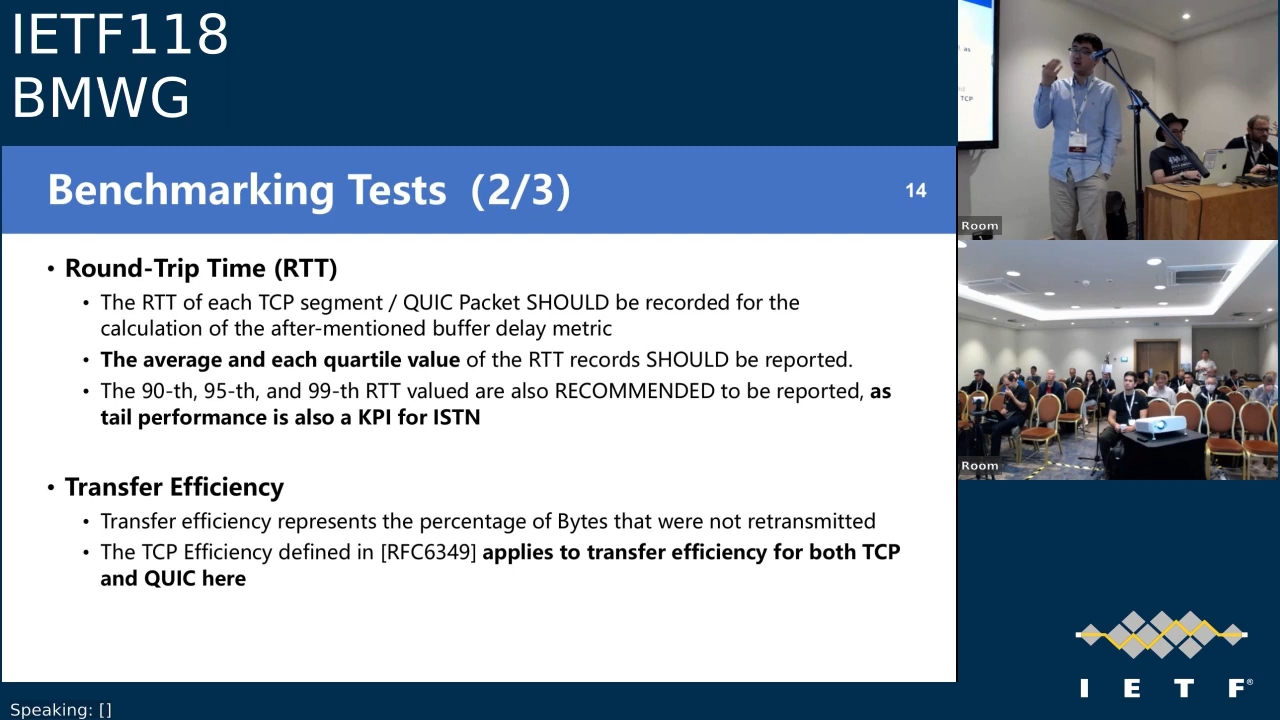 IETF118
BMWG
Benchmarking Tests (2/3)
14
• Round-Trip Time (RTT)
• The RTT of each TCP segment / QUIC Packet SHOULD be recorded for the
calculation of the after-mentioned buffer delay metric
• The average and each quartile value of the RTT records SHOULD be reported.
• The 90-th, 95-th, and 99-th RTT valued are also RECOMMENDED to be reported, as
tail performance is also a KPI for ISTN
• Transfer Efficiency
• Transfer efficiency represents the percentage of Bytes that were not retransmitted
• The TCP Efficiency defined in [RFC6349] applies to transfer efficiency for both TCP
and QUIC here
as
TCP
Room
Room
I E T F®
Speaking: []